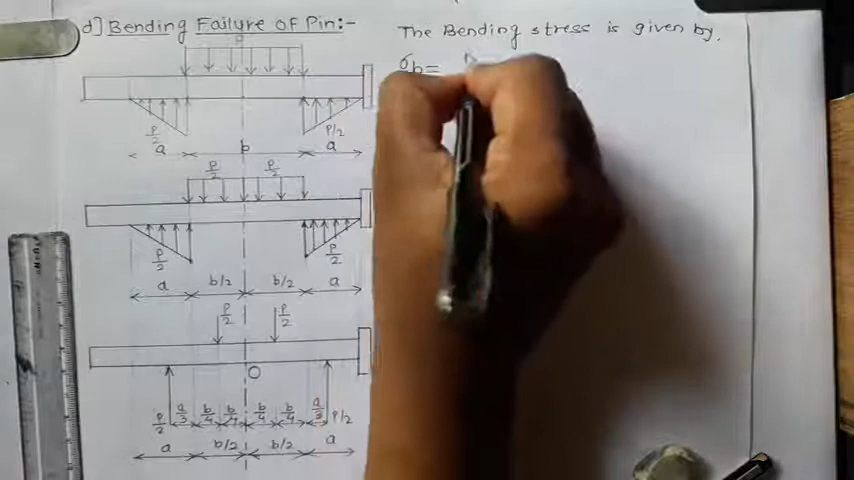 d] Bending Failure of Pin:-
The Bending stress is given by,
σb =
P
P/2
P/2
a
b
a
P/2
P/2
P/2
P/2
a
b/2
b/2
a
P/2
P/2
O
P/2
a/3
b/4
b/4
b/4
b/4
a/3
P/2
a
b/2
b/2
a